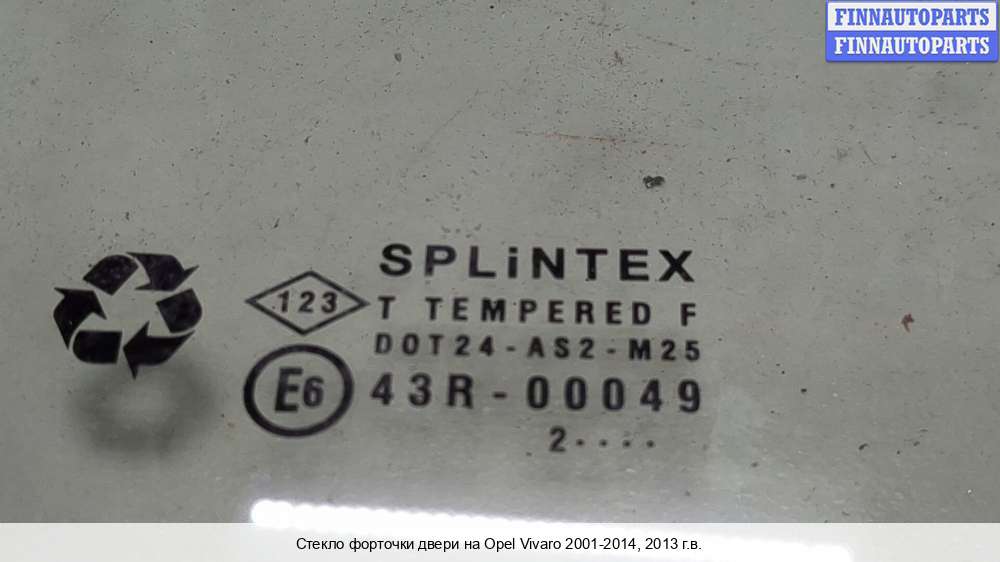 FINNAUTOPARTS
FINNAUTOPARTS
SPLiNTEX
123
T TEMPERED F
DOT24-AS2-M25
E6
43R-00049
2····
Стекло форточки двери на Opel Vivaro 2001-2014, 2013 г.в.